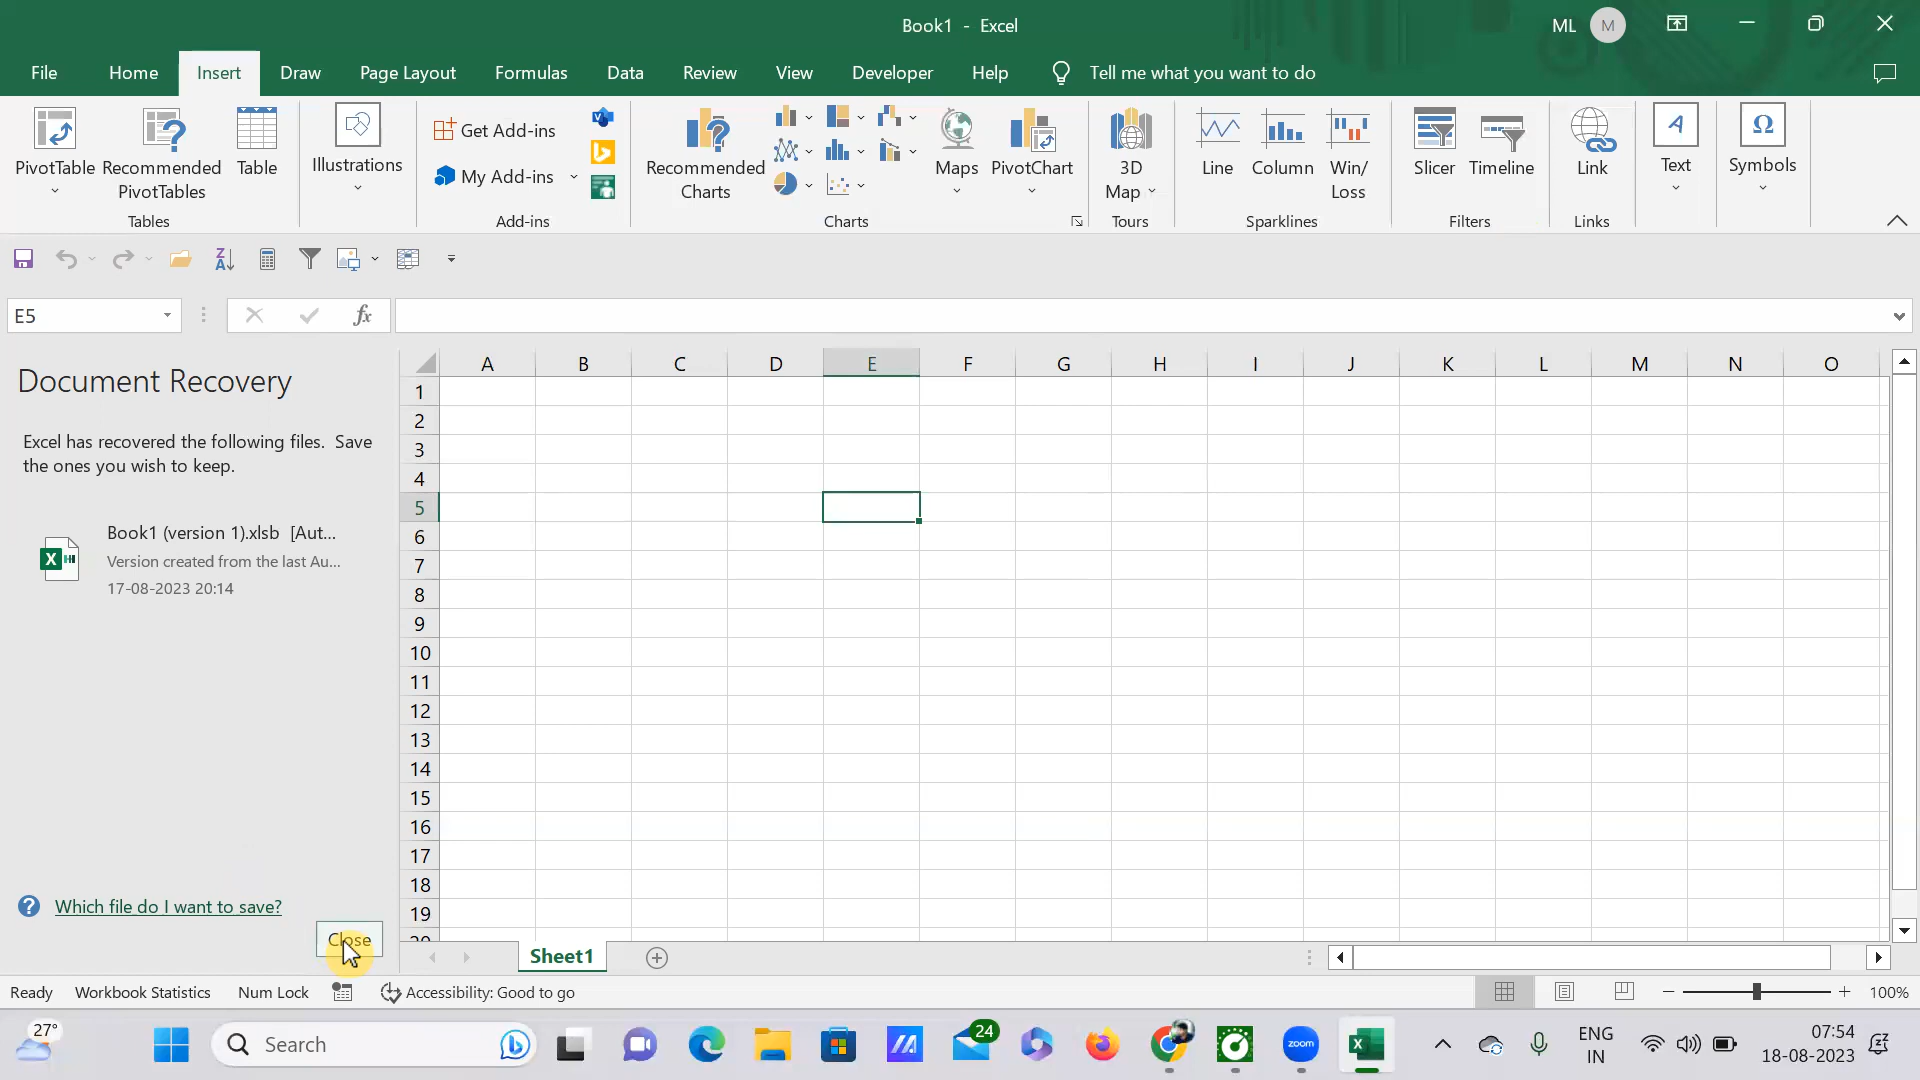 Book1 - Excel
ML
M
File
Home
Insert
Draw
Page Layout
Formulas
Data
Review
View
Developer
Help
Tell me what you want to do
PivotTable
Recommended
PivotTables
Table
Tables
Illustrations
Get Add-ins
My Add-ins
Add-ins
Recommended
Charts
Maps
PivotChart
Charts
3D
Map
Tours
Line
Column
Win/
Loss
Sparklines
Slicer
Timeline
Filters
Link
Links
Text
Symbols
E5
fx
A B C D E F G H I J K L M N O
Document Recovery
Excel has recovered the following files. Save
the ones you wish to keep.
Book1 (version 1).xlsb [Aut...
Version created from the last Au...
17-08-2023 20:14
Which file do I want to save?
Close
1
2
3
4
5
6
7
8
9
10
11
12
13
14
15
16
17
18
19
Sheet1
Ready
Workbook Statistics
Num Lock
Accessibility: Good to go
100%
27°
Search
24
zoom
ENG
IN
07:54
18-08-2023